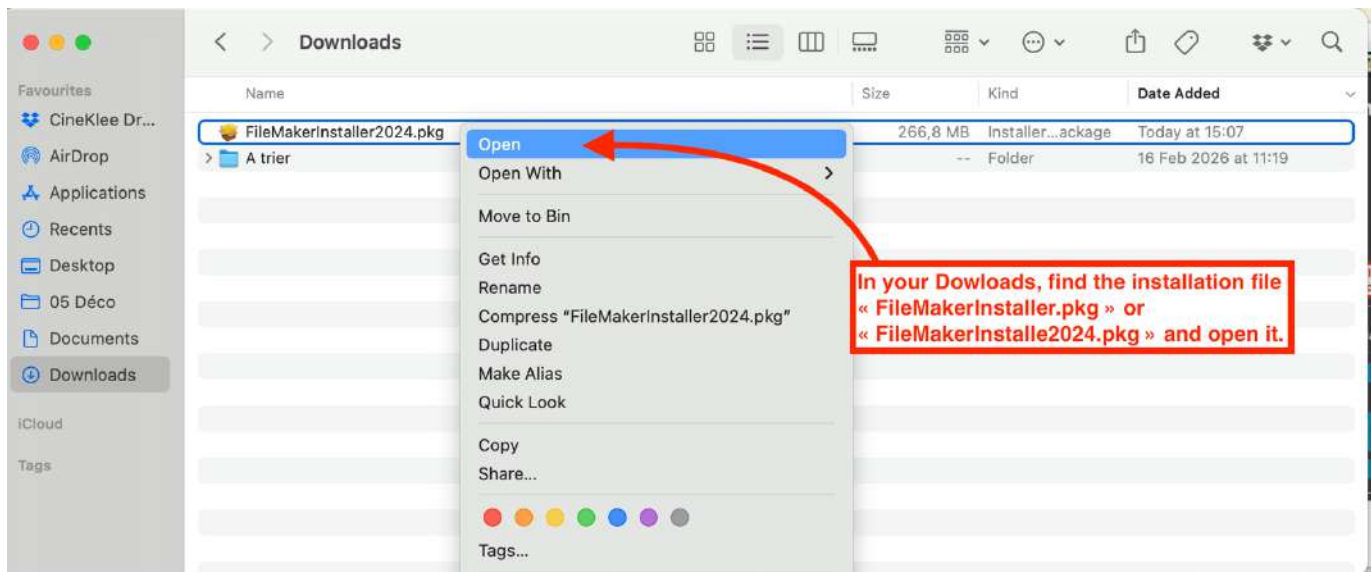 Downloads
Favourites
CineKlee Dr...
AirDrop
Applications
Recents
Desktop
05 Déco
Documents
Downloads
iCloud
Tags
Name Size Kind Date Added
FileMakerInstaller2024.pkg 266,8 MB Installer...ackage Today at 15:07
A trier -- Folder 16 Feb 2026 at 11:19
Open
Open With
Move to Bin
Get Info
Rename
Compress “FileMakerInstaller2024.pkg”
Duplicate
Make Alias
Quick Look
Copy
Share...
Tags...
In your Dowloads, find the installation file
« FileMakerInstaller.pkg » or
« FileMakerInstalle2024.pkg » and open it.